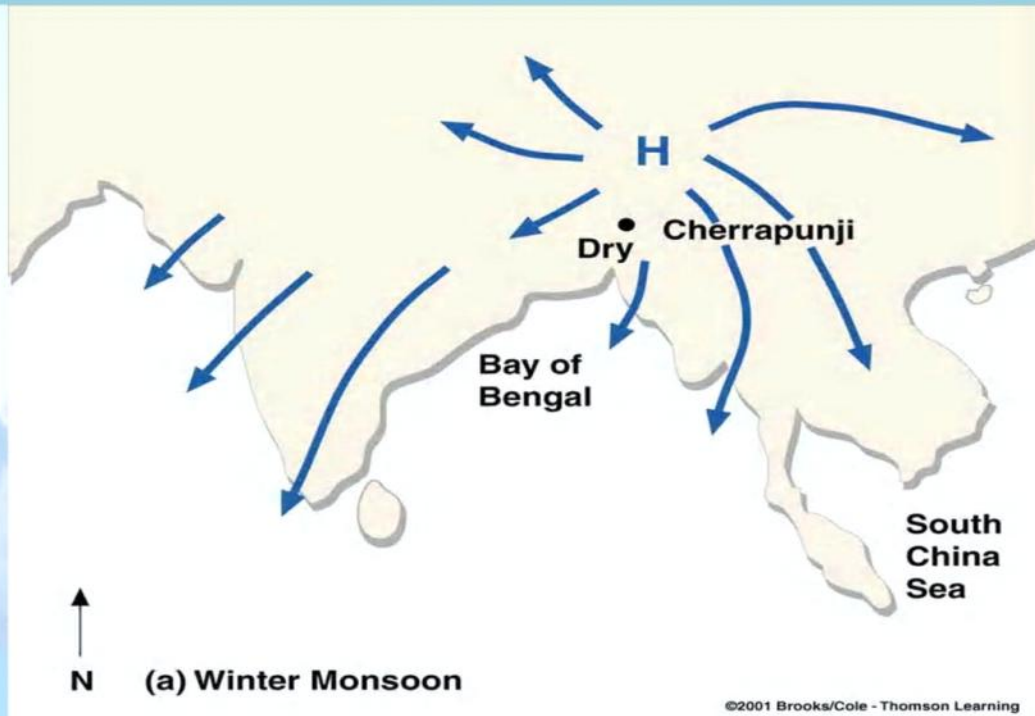 H
Cherrapunji
Dry
Bay of
Bengal
South
China
Sea
N
(a) Winter Monsoon
©2001 Brooks/Cole - Thomson Learning